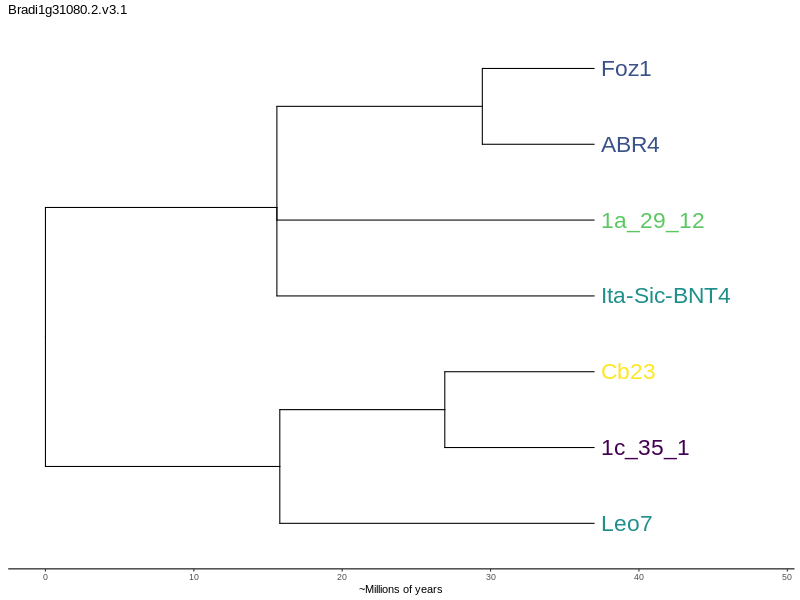 Bradi1g31080.2.v3.1
Foz1
ABR4
1a_29_12
Ita-Sic-BNT4
Cb23
1c_35_1
Leo7
0 10 20 30 40 50
~Millions of years